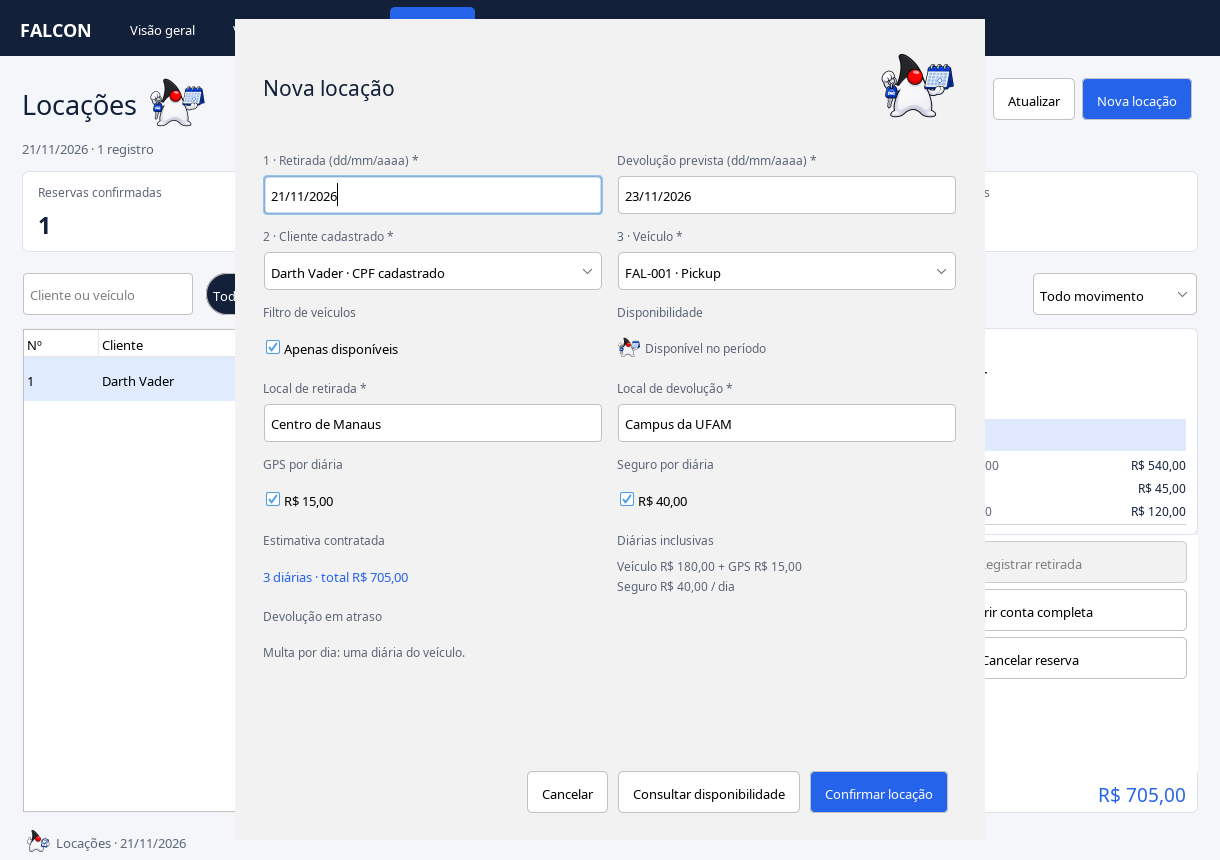 FALCON
Visão geral
Locações
21/11/2026 · 1 registro
Atualizar
Nova locação
Reservas confirmadas
1
Cliente ou veículo
Todo movimento
Nº
Cliente
1
Darth Vader
R$ 540,00
R$ 45,00
R$ 120,00
Registrar retirada
conta completa
Cancelar reserva
R$ 705,00
Locações · 21/11/2026
Nova locação
1 · Retirada (dd/mm/aaaa) *
Devolução prevista (dd/mm/aaaa) *
21/11/2026
23/11/2026
2 · Cliente cadastrado *
3 · Veículo *
Darth Vader · CPF cadastrado
FAL-001 · Pickup
Filtro de veículos
Disponibilidade
Apenas disponíveis
Disponível no período
Local de retirada *
Local de devolução *
Centro de Manaus
Campus da UFAM
GPS por diária
Seguro por diária
R$ 15,00
R$ 40,00
Estimativa contratada
Diárias inclusivas
3 diárias · total R$ 705,00
Veículo R$ 180,00 + GPS R$ 15,00
Seguro R$ 40,00 / dia
Devolução em atraso
Multa por dia: uma diária do veículo.
Cancelar
Consultar disponibilidade
Confirmar locação